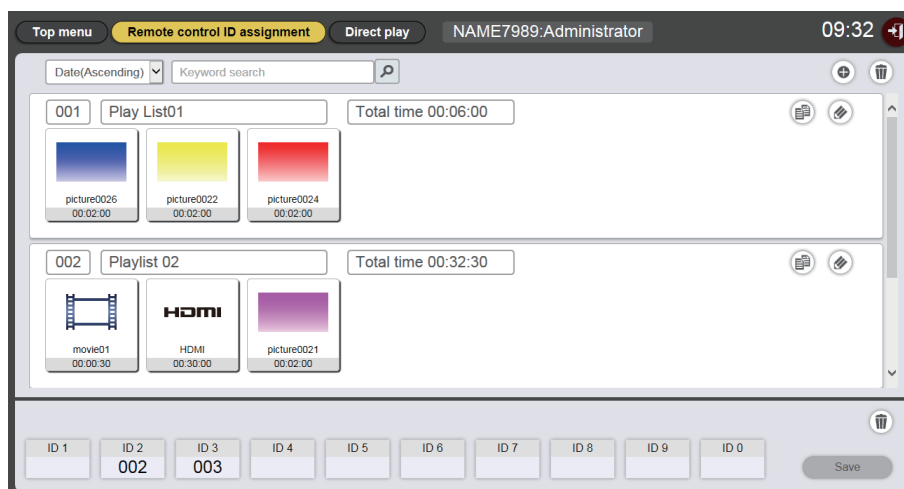 Top menu Remote control ID assignment Direct play NAME7989:Administrator 09:32
Date(Ascending) Keyword search
001 Play List01 Total time 00:06:00
picture0026 picture0022 picture0024
00:02:00 00:02:00 00:02:00
002 Playlist 02 Total time 00:32:30
HDMI
movie01 HDMI picture0021
00:00:30 00:30:00 00:02:00
ID 1 ID 2 ID 3 ID 4 ID 5 ID 6 ID 7 ID 8 ID 9 ID 0
002 003
Save